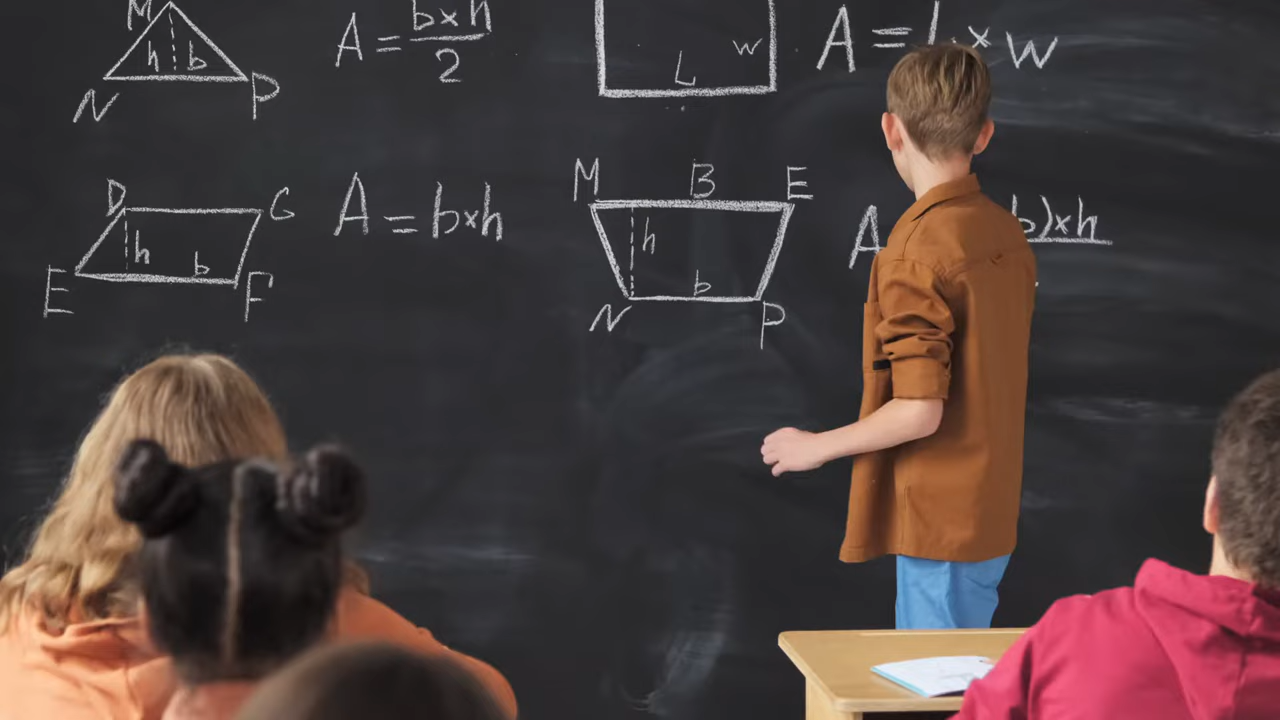 M
h b
N P
A = b×h
2
L w
A = L × w
D G
h b
E F
A = b×h
M B E
h
b
N P
A b)×h